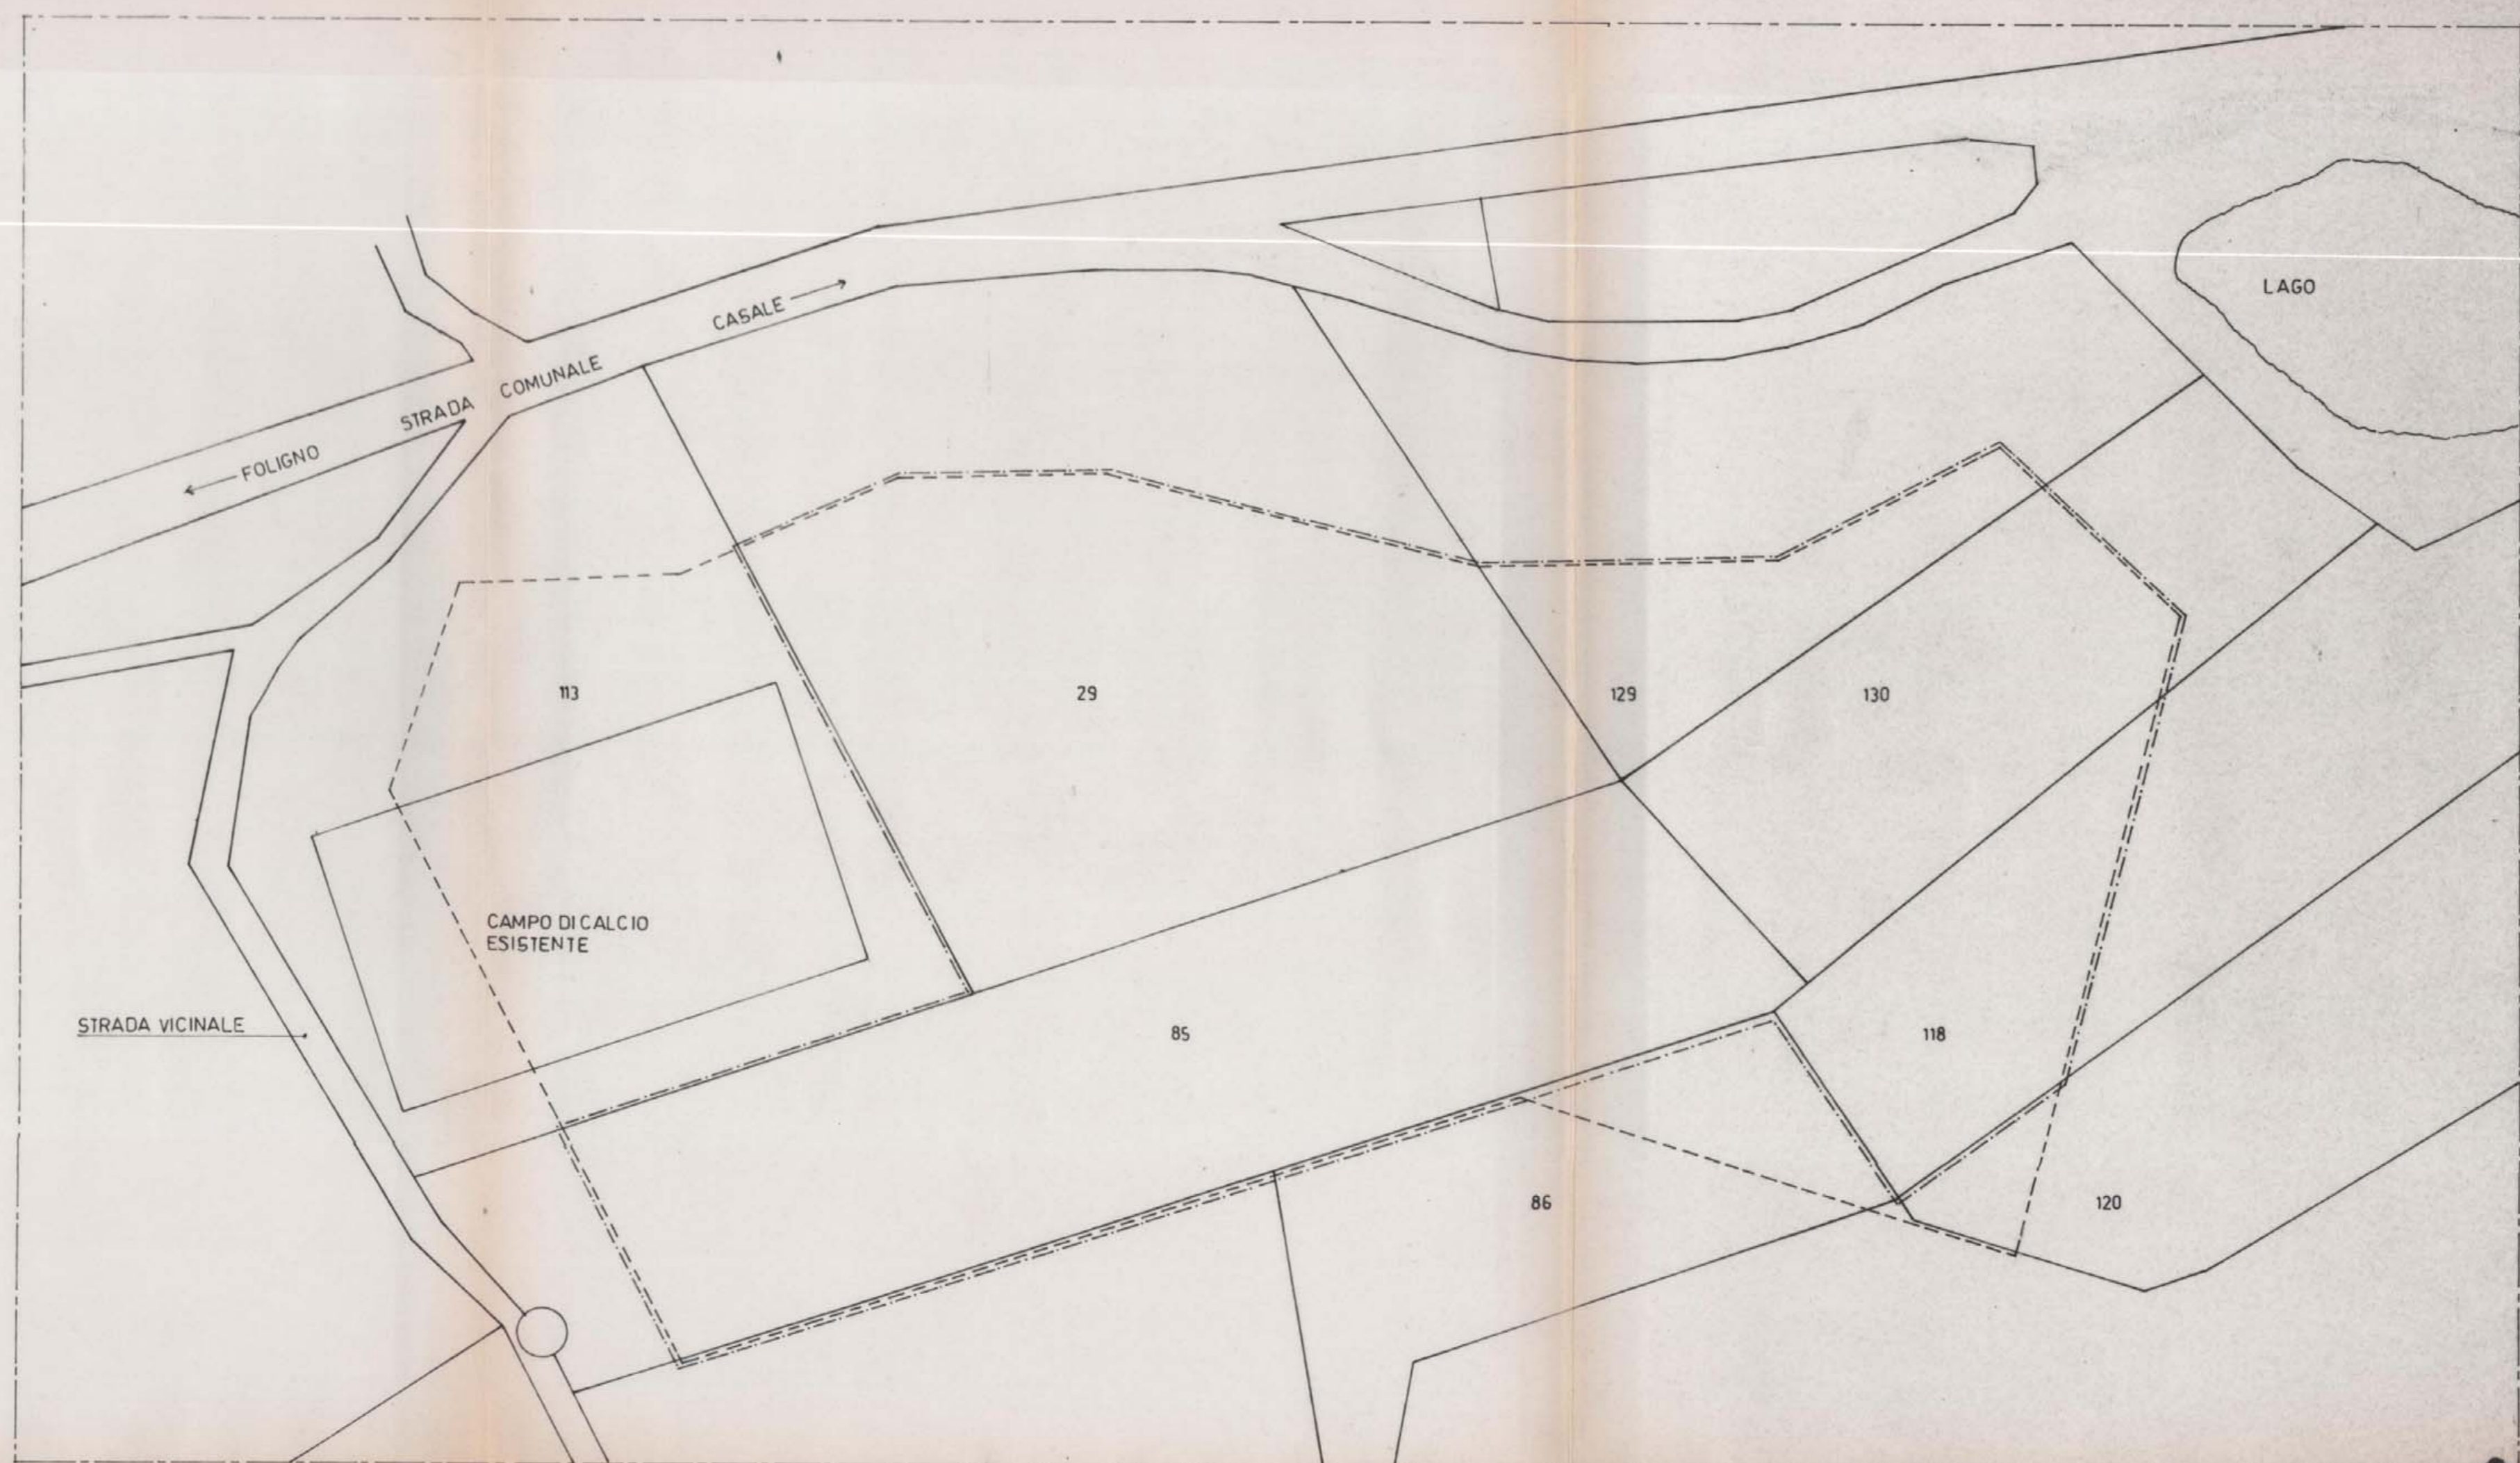 LAGO
CASALE
STRADA COMUNALE
FOLIGNO
113
29
129
130
CAMPO DI CALCIO
ESISTENTE
STRADA VICINALE
85
118
86
120